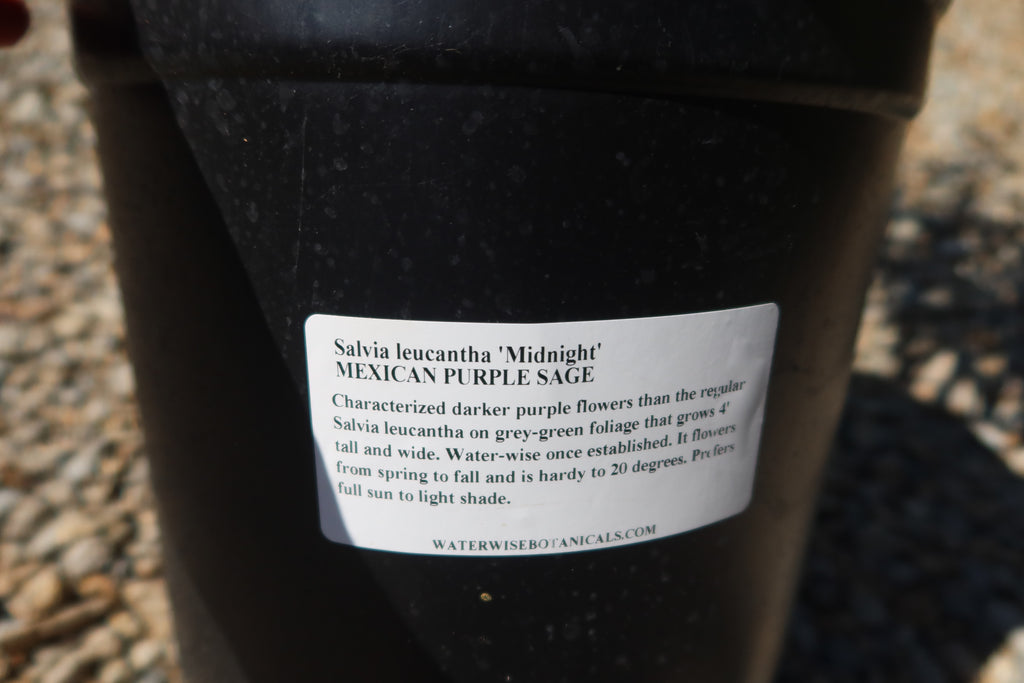 Salvia leucantha 'Midnight'
MEXICAN PURPLE SAGE
Characterized darker purple flowers than the regular
Salvia leucantha on grey-green foliage that grows 4'
tall and wide. Water-wise once established. It flowers
from spring to fall and is hardy to 20 degrees. Prefers
full sun to light shade.
WATERWISEBOTANICALS.COM